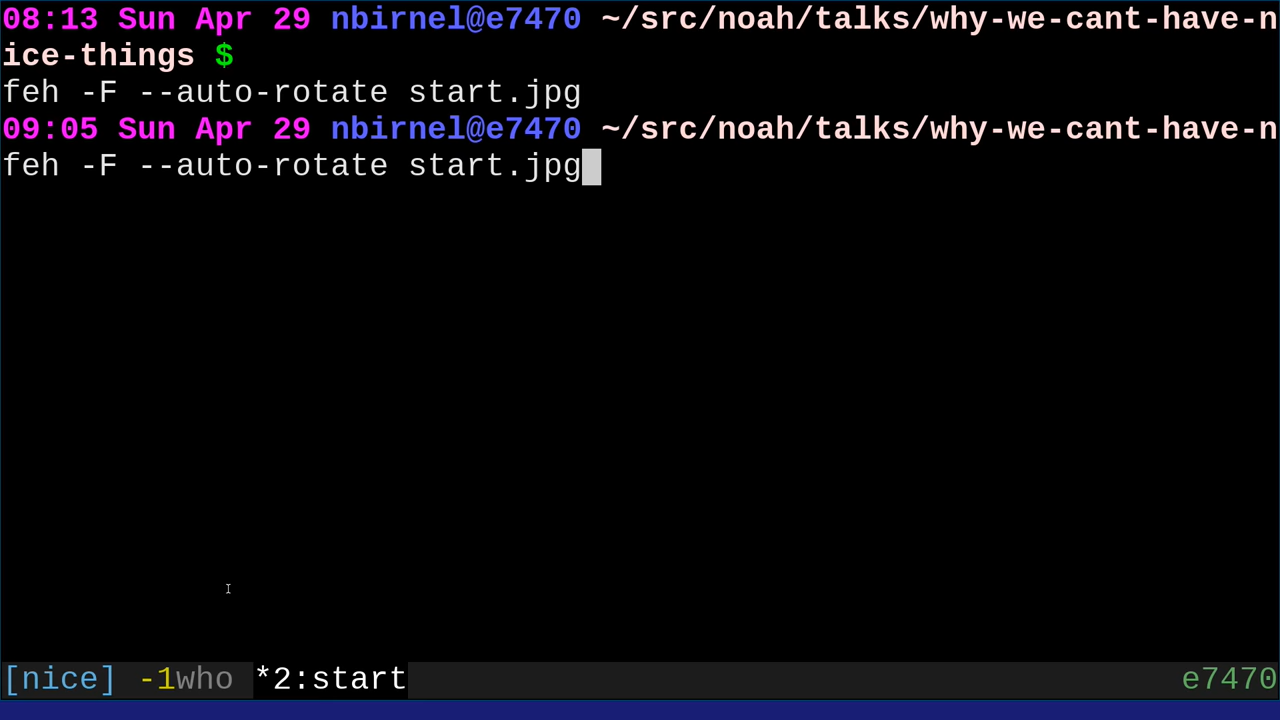 08:13 Sun Apr 29 nbirnel@e7470 ~/src/noah/talks/why-we-cant-have-n
ice-things $
feh -F --auto-rotate start.jpg
09:05 Sun Apr 29 nbirnel@e7470 ~/src/noah/talks/why-we-cant-have-n
feh -F --auto-rotate start.jpg
[nice] -1who *2:start e7470